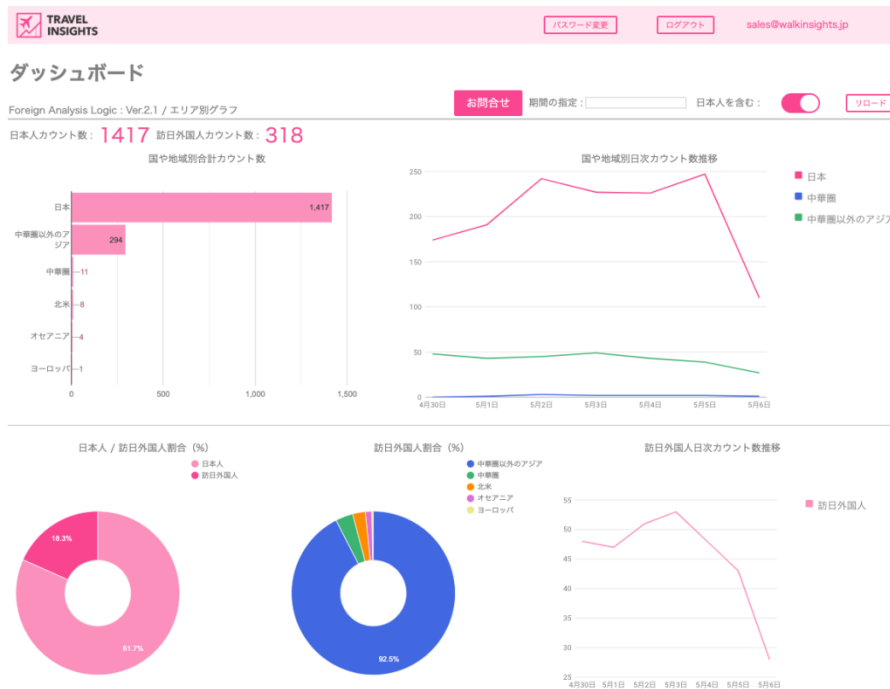 TRAVEL
INSIGHTS
パスワード変更
ログアウト
sales@walkinsights.jp
ダッシュボード
Foreign Analysis Logic : Ver.2.1 / エリア別グラフ
お問合せ
期間の指定 :
日本人を含む :
リロード
日本人カウント数 : 1417 訪日外国人カウント数 : 318
国や地域別合計カウント数
日本
1,417
中華圏以外のア
ジア
294
中華圏
11
北米
8
オセアニア
4
ヨーロッパ
1
0
500
1,000
1,500
国や地域別日次カウント数推移
250
200
150
100
50
0
4月30日
5月1日
5月2日
5月3日
5月4日
5月5日
5月6日
日本
中華圏
中華圏以外のアジア
日本人 / 訪日外国人割合（%）
日本人
訪日外国人
18.3%
81.7%
訪日外国人割合（%）
中華圏以外のアジア
中華圏
北米
オセアニア
ヨーロッパ
92.5%
訪日外国人日次カウント数推移
55
50
45
40
35
30
25
4月30日
5月1日
5月2日
5月3日
5月4日
5月5日
5月6日
訪日外国人